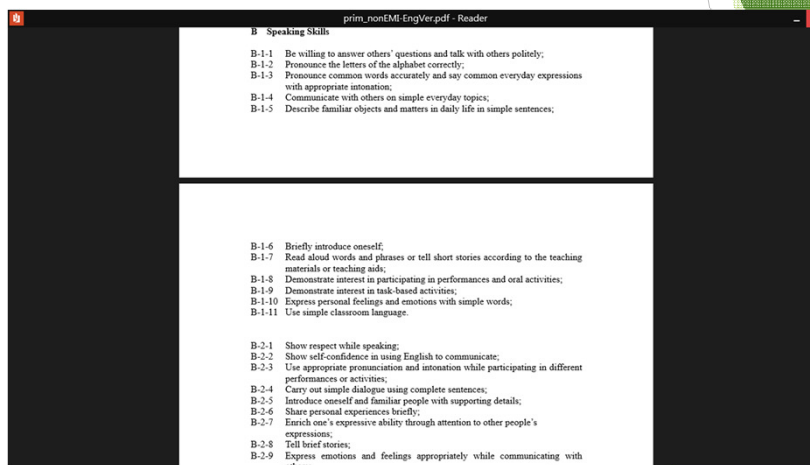 prim_nonEMI-EngVer.pdf - Reader
B Speaking Skills
B-1-1 Be willing to answer others' questions and talk with others politely;
B-1-2 Pronounce the letters of the alphabet correctly;
B-1-3 Pronounce common words accurately and say common everyday expressions
with appropriate intonation;
B-1-4 Communicate with others on simple everyday topics;
B-1-5 Describe familiar objects and matters in daily life in simple sentences;
B-1-6 Briefly introduce oneself;
B-1-7 Read aloud words and phrases or tell short stories according to the teaching
materials or teaching aids;
B-1-8 Demonstrate interest in participating in performances and oral activities;
B-1-9 Demonstrate interest in task-based activities;
B-1-10 Express personal feelings and emotions with simple words;
B-1-11 Use simple classroom language.
B-2-1 Show respect while speaking;
B-2-2 Show self-confidence in using English to communicate;
B-2-3 Use appropriate pronunciation and intonation while participating in different
performances or activities;
B-2-4 Carry out simple dialogue using complete sentences;
B-2-5 Introduce oneself and familiar people with supporting details;
B-2-6 Share personal experiences briefly;
B-2-7 Enrich one's expressive ability through attention to other people's
expressions;
B-2-8 Tell brief stories;
B-2-9 Express emotions and feelings appropriately while communicating with